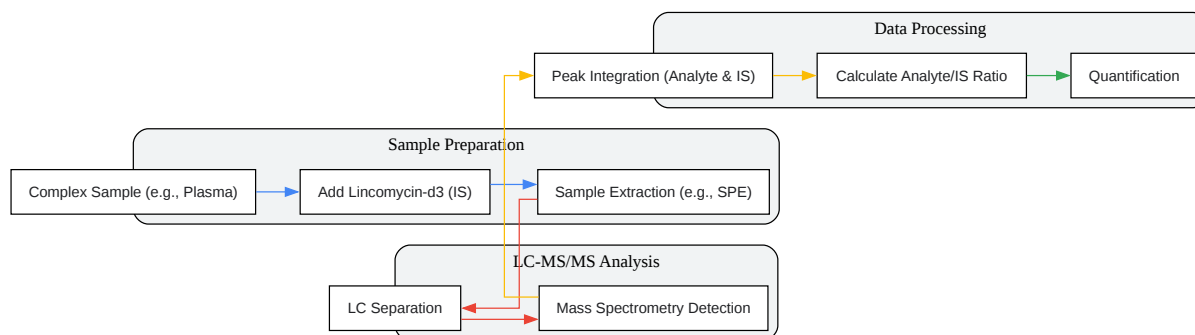 Data Processing
Peak Integration (Analyte & IS)
Calculate Analyte/IS Ratio
Quantification
Sample Preparation
Complex Sample (e.g., Plasma)
Add Lincomycin-d3 (IS)
Sample Extraction (e.g., SPE)
LC-MS/MS Analysis
LC Separation
Mass Spectrometry Detection